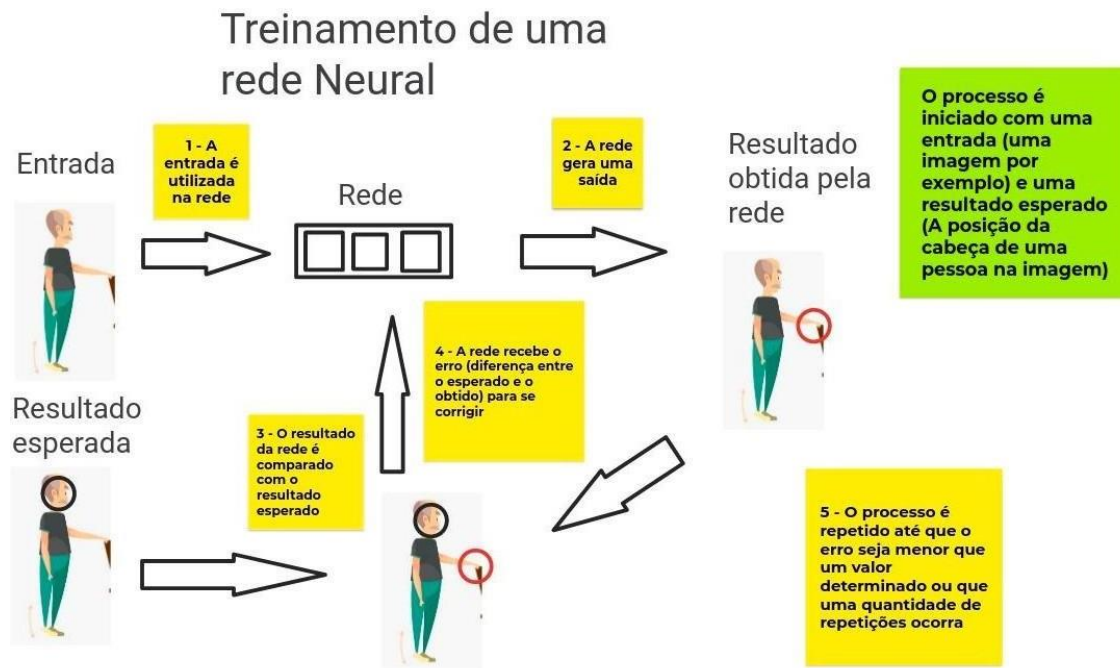 Treinamento de uma
rede Neural
Entrada
1 - A
entrada é
utilizada
na rede
Rede
2 - A rede
gera uma
saída
Resultado
obtida pela
rede
O processo é
iniciado com uma
entrada (uma
imagem por
exemplo) e uma
resultado esperado
(A posição da
cabeça de uma
pessoa na imagem)
Resultado
esperada
3 - O resultado
da rede é
comparado
com o
resultado
esperado
4 - A rede recebe o
erro (diferença entre
o esperado e o
obtido) para se
corrigir
5 - O processo é
repetido até que o
erro seja menor que
um valor
determinado ou que
uma quantidade de
repetições ocorra